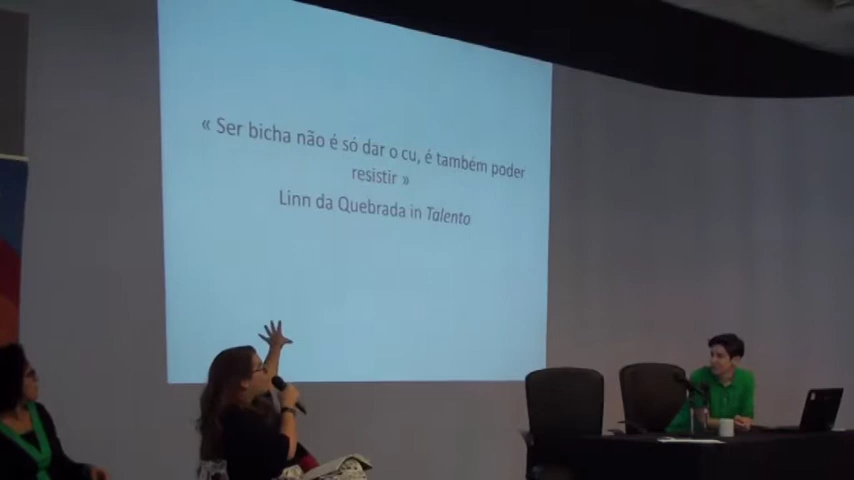 « Ser bicha não é só dar o cu, é também poder
resistir »
Linn da Quebrada in Talento